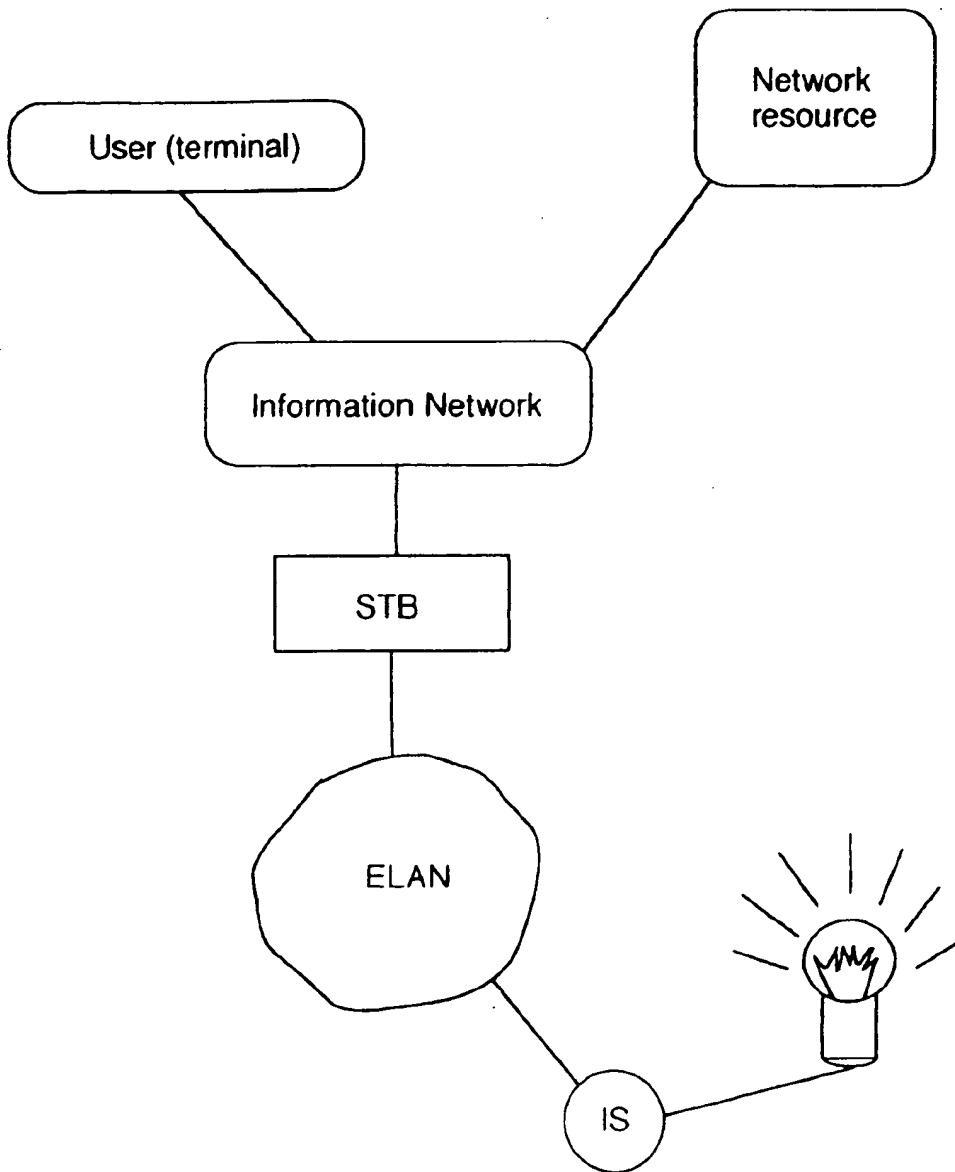 Network
resource
User (terminal)
Information Network
STB
ELAN
IS